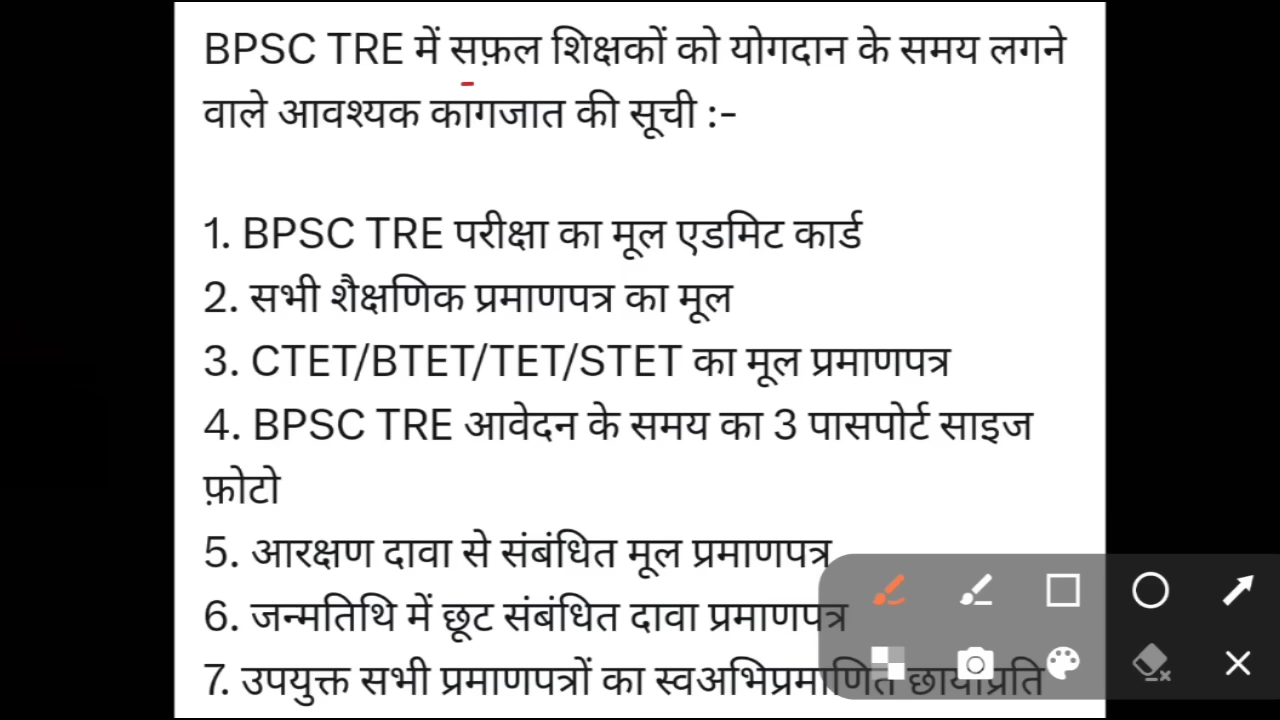 BPSC TRE में सफ़ल शिक्षकों को योगदान के समय लगने
वाले आवश्यक कागजात की सूची :-
1. BPSC TRE परीक्षा का मूल एडमिट कार्ड
2. सभी शैक्षणिक प्रमाणपत्र का मूल
3. CTET/BTET/TET/STET का मूल प्रमाणपत्र
4. BPSC TRE आवेदन के समय का 3 पासपोर्ट साइज
फ़ोटो
5. आरक्षण दावा से संबंधित मूल प्रमाणपत्र
6. जन्मतिथि में छूट संबंधित दावा प्रमाणपत्र
7. उपयुक्त सभी प्रमाणपत्रों का स्वअभिप्रमाणित छायाप्रति